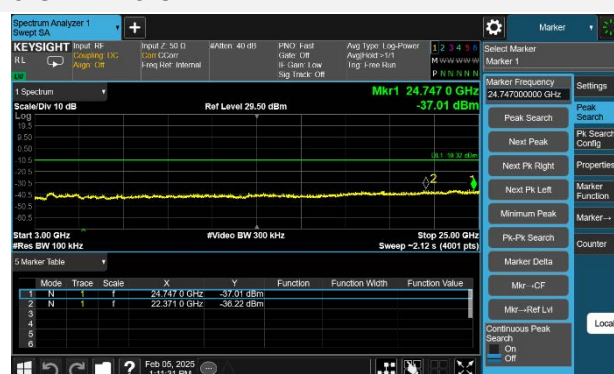 Spectrum Analyzer 1
Swept SA
KEYSIGHT
RL
Input: RF
Coupling: DC
Align: Off
Input Z: 50 Ω
Corr CCorr
Freq Ref: Internal
#Atten: 40 dB
PNO: Fast
Gate: Off
IF Gain: Low
Sig Track: Off
Avg Type: Log-Power
Avg|Hold:>1/1
Trig: Free Run
1 2 3 4 5 6
M W W W W W
P N N N N N
1 Spectrum
Scale/Div 10 dB
Log
Ref Level 29.50 dBm
Mkr1 24.747 0 GHz
-37.01 dBm
19.5
9.50
0.50
-10.5
-20.5
-30.5
-40.5
-50.5
-60.5
2
Start 3.00 GHz
#Res BW 100 kHz
#Video BW 300 kHz
Stop 25.00 GHz
Sweep ~2.12 s (4001 pts)
5 Marker Table
Mode Trace Scale X Y Function Function Width Function Value
1 N 1 f 24.747 0 GHz -37.01 dBm
2 N 1 f 22.371 0 GHz -36.22 dBm
3
4
5
6
Feb 05, 2025
1:11:31 PM
Marker
Select Marker
Marker 1
Marker Frequency
24.747000000 GHz
Peak Search
Next Peak
Next Pk Right
Next Pk Left
Minimum Peak
Pk-Pk Search
Marker Delta
Mkr→CF
Mkr→Ref Lvl
Continuous Peak
Search
On
Off
Settings
Peak
Search
Pk Search
Config
Properties
Marker
Function
Marker→
Counter
Local